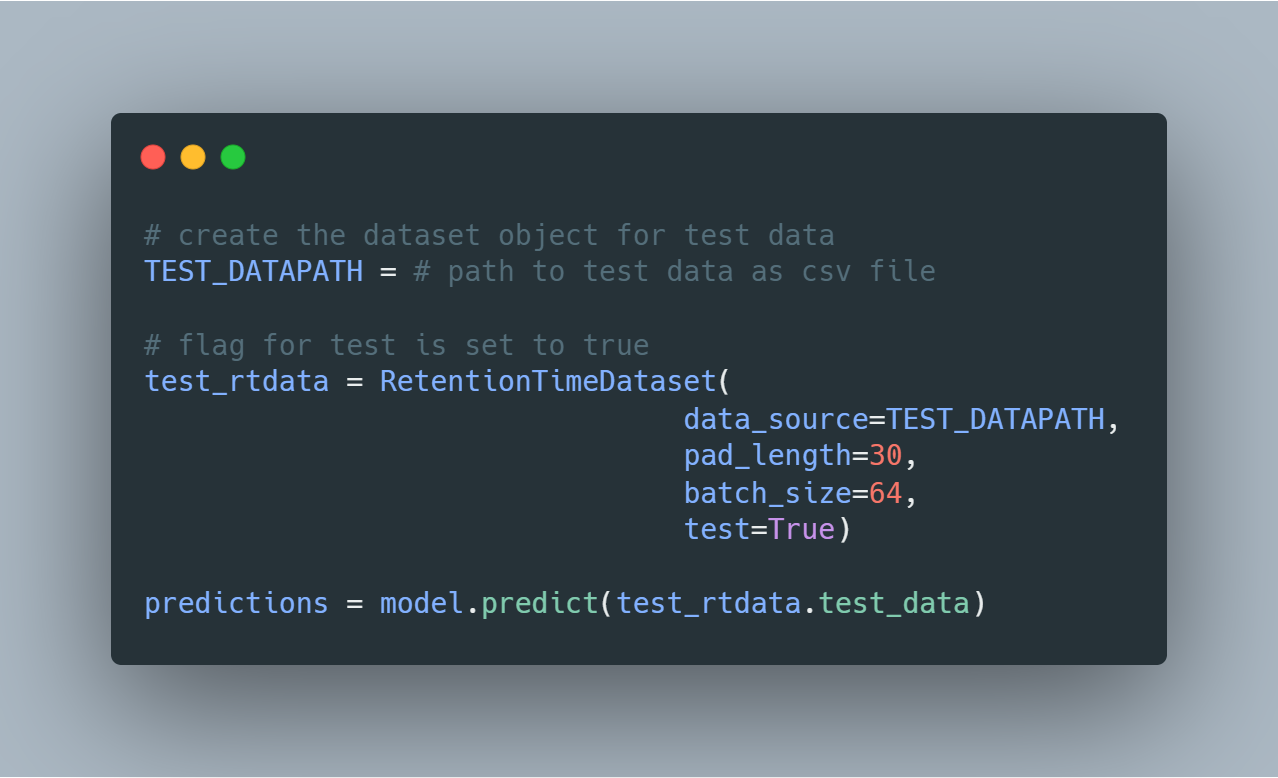 # create the dataset object for test data
TEST_DATAPATH = # path to test data as csv file
# flag for test is set to true
test_rtdata = RetentionTimeDataset(
data_source=TEST_DATAPATH,
pad_length=30,
batch_size=64,
test=True)
predictions = model.predict(test_rtdata.test_data)